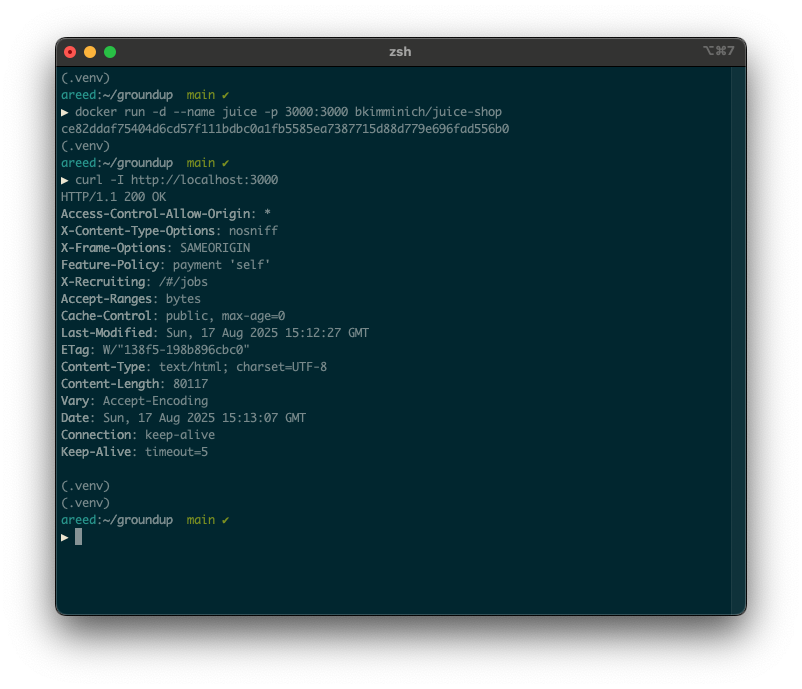 zsh
⌥⌘7
(.venv)
areed:~/groundup main ✔
▶ docker run -d --name juice -p 3000:3000 bkimminich/juice-shop
ce82ddaf75404d6cd57f111bdbc0a1fb5585ea7387715d88d779e696fad556b0
(.venv)
areed:~/groundup main ✔
▶ curl -I http://localhost:3000
HTTP/1.1 200 OK
Access-Control-Allow-Origin: *
X-Content-Type-Options: nosniff
X-Frame-Options: SAMEORIGIN
Feature-Policy: payment 'self'
X-Recruiting: /#/jobs
Accept-Ranges: bytes
Cache-Control: public, max-age=0
Last-Modified: Sun, 17 Aug 2025 15:12:27 GMT
ETag: W/"138f5-198b896cbc0"
Content-Type: text/html; charset=UTF-8
Content-Length: 80117
Vary: Accept-Encoding
Date: Sun, 17 Aug 2025 15:13:07 GMT
Connection: keep-alive
Keep-Alive: timeout=5
(.venv)
(.venv)
areed:~/groundup main ✔
▶